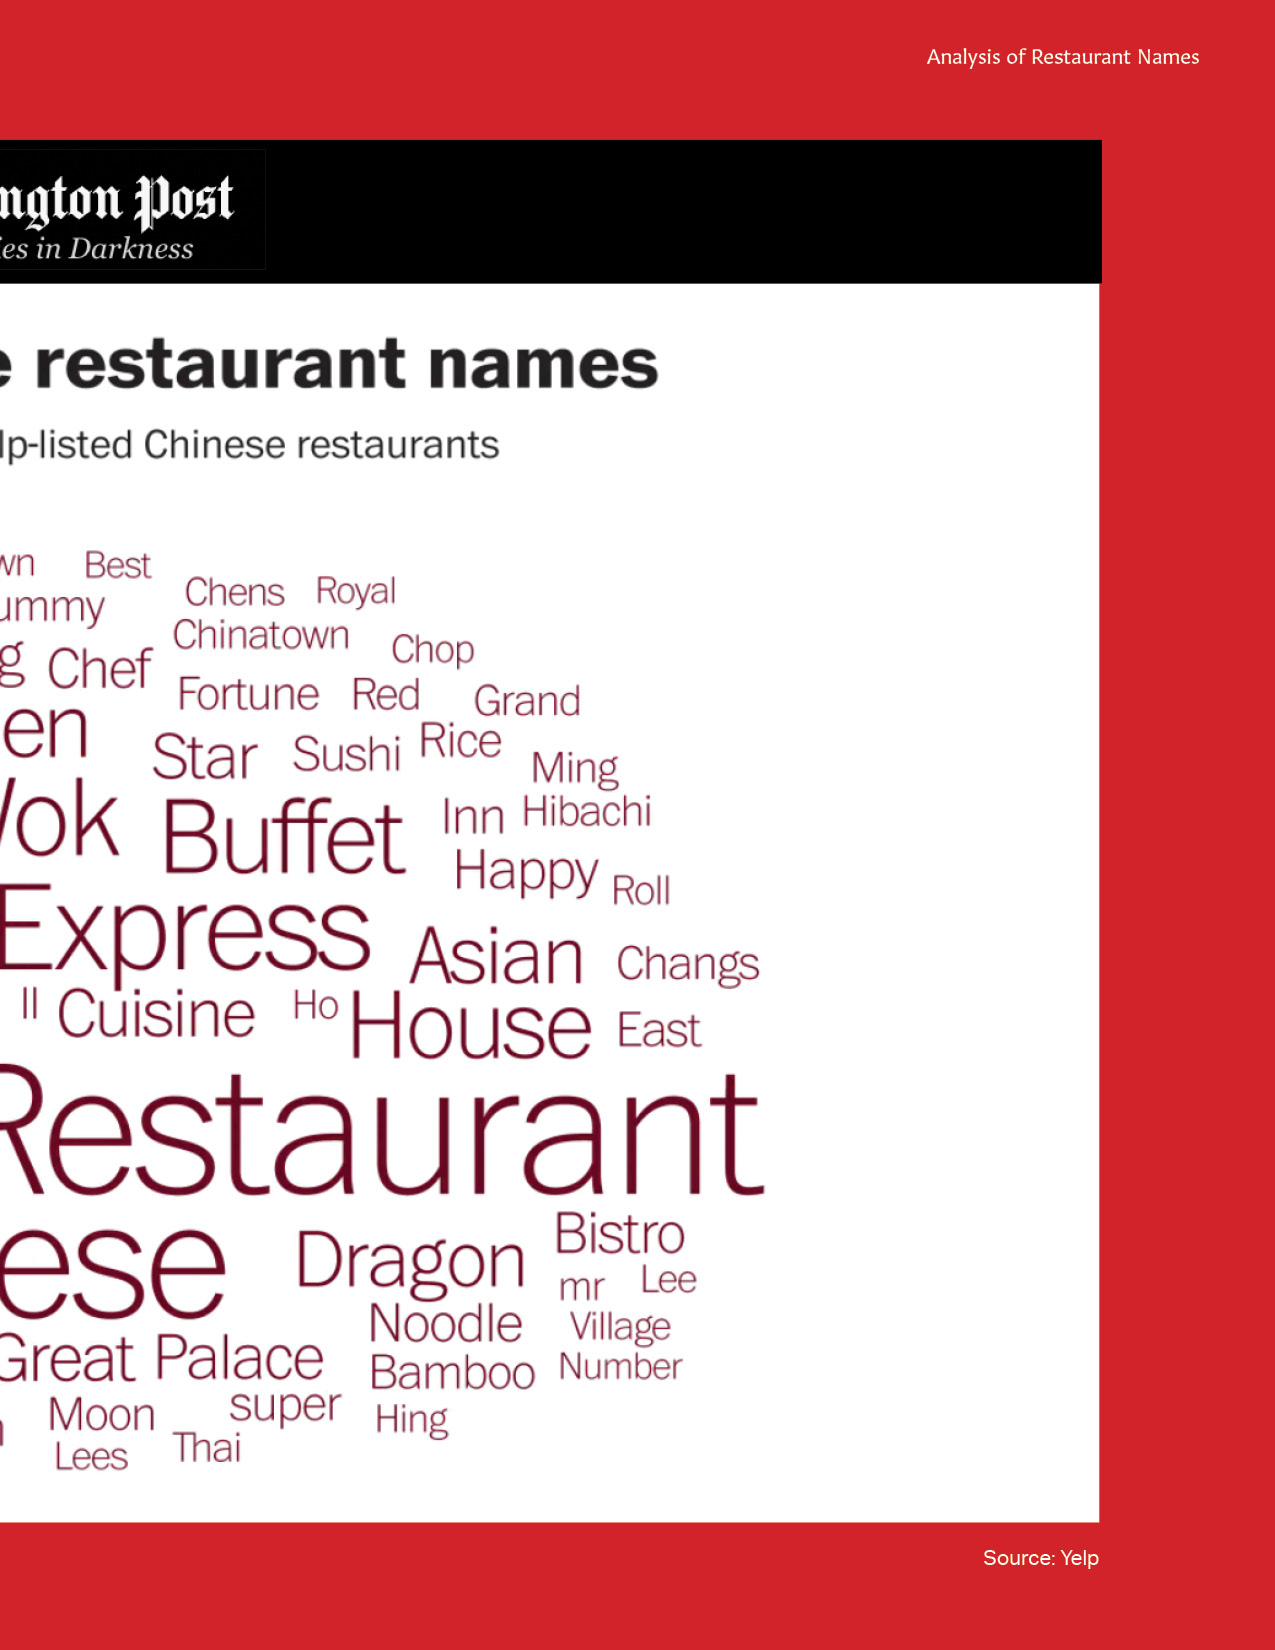 Analysis of Restaurant Names
ngton Post
ies in Darkness
e restaurant names
lp-listed Chinese restaurants
wn Best
Chens Royal
ummy
Chinatown Chop
g Chef
Fortune Red Grand
en
Star Sushi Rice
Ming
ok Buffet Inn Hibachi
Happy Roll
Express
Asian Changs
II Cuisine Ho House East
Restaurant
ese Dragon Bistro
mr Lee
Noodle Village
Great Palace Bamboo Number
Moon super Hing
Lees Thai
Source: Yelp